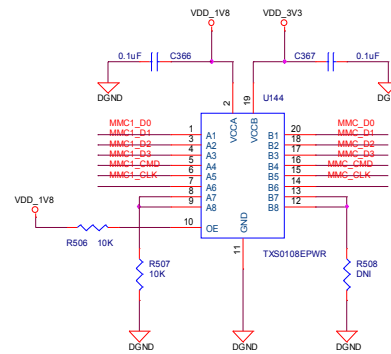 VDD_1V8 VDD_3V3
0.1uF C366 C367 0.1uF
DGND 2 19 U144 DGND
VCCA VCCB
MMC1_D0 1 A1 B1 20 MMC_D0
MMC1_D1 3 A2 B2 18 MMC_D1
MMC1_D2 4 A3 B3 17 MMC_D2
MMC1_D3 5 A4 B4 16 MMC_D3
MMC1_CMD 6 A5 B5 15 MMC_CMD
MMC1_CLK 7 A6 B6 14 MMC_CLK
8 A7 B7 13
9 A8 B8 12
VDD_1V8
10 OE GND
R506 10K 11 TXS0108EPWR
R507 R508
10K DNI
DGND DGND DGND